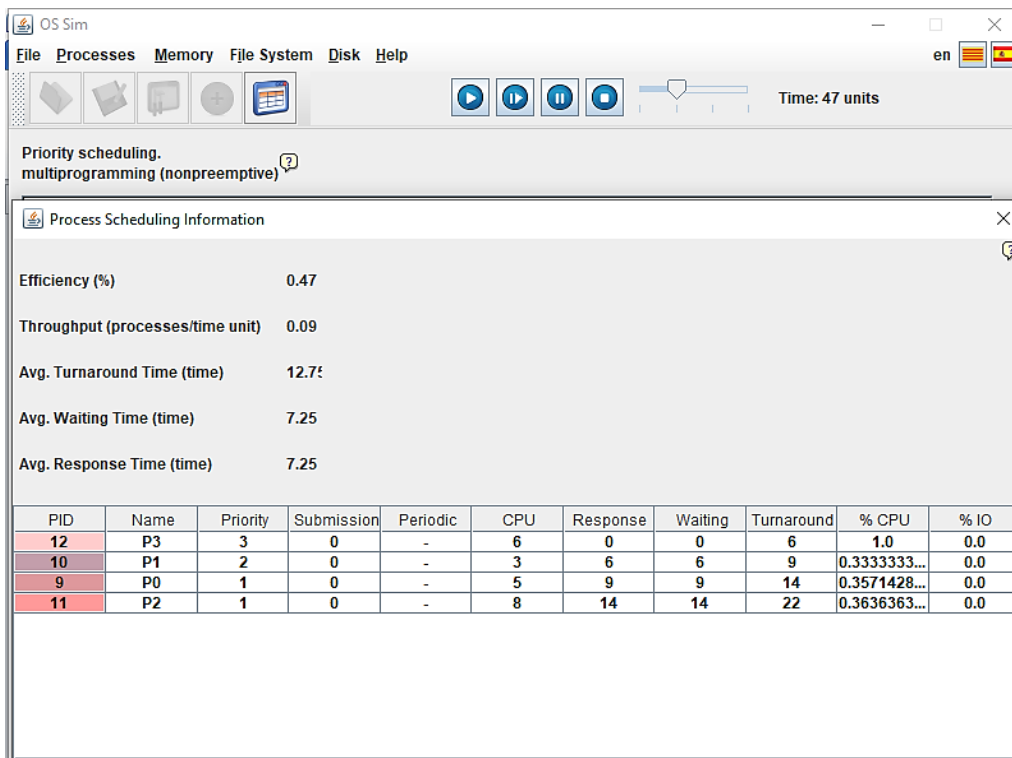 OS Sim
File Processes Memory File System Disk Help en
Time: 47 units
Priority scheduling.
multiprogramming (nonpreemptive) ?
Process Scheduling Information
?
Efficiency (%) 0.47
Throughput (processes/time unit) 0.09
Avg. Turnaround Time (time) 12.75
Avg. Waiting Time (time) 7.25
Avg. Response Time (time) 7.25
PID Name Priority Submission Periodic CPU Response Waiting Turnaround % CPU % IO
12 P3 3 0 - 6 0 0 6 1.0 0.0
10 P1 2 0 - 3 6 6 9 0.3333333... 0.0
9 P0 1 0 - 5 9 9 14 0.3571428... 0.0
11 P2 1 0 - 8 14 14 22 0.3636363... 0.0